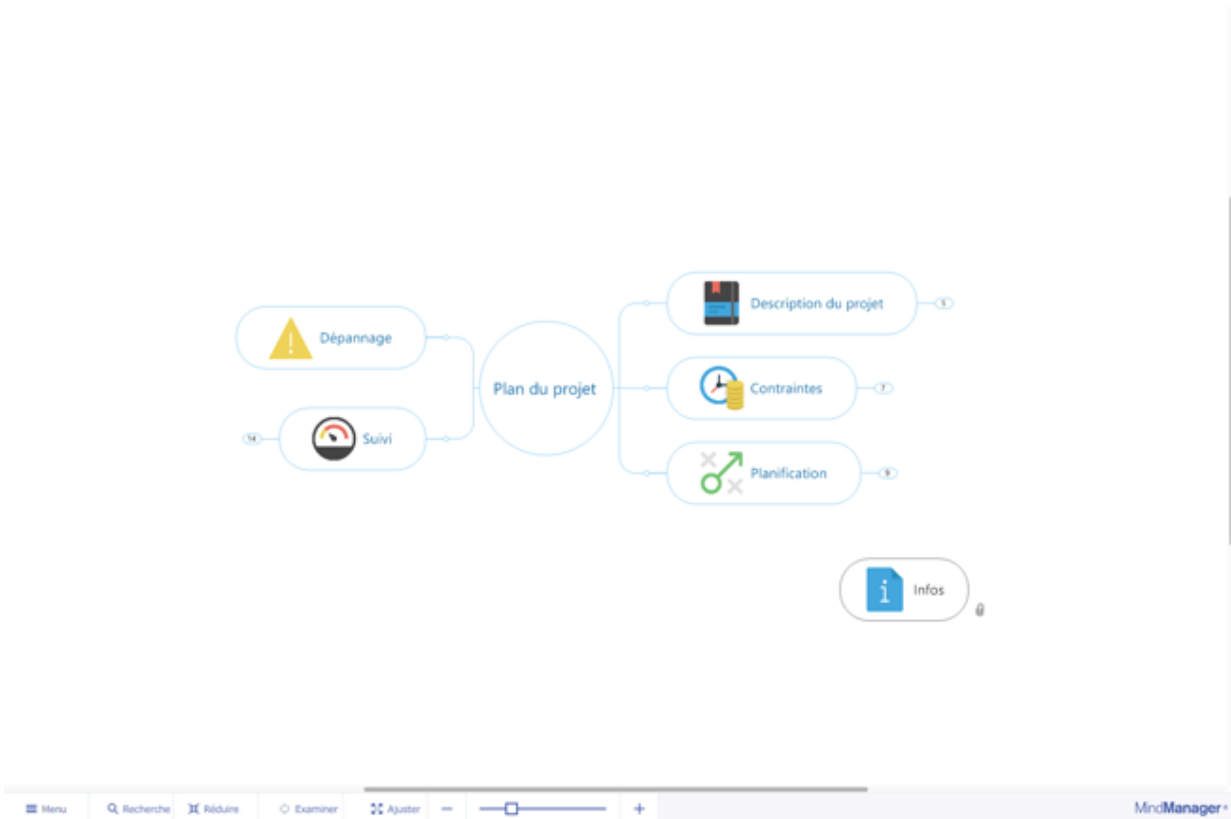 Description du projet
5
Dépannage
Plan du projet
Contraintes
7
14
Suivi
Planification
9
i
Infos
Menu
Recherche
Réduire
Examiner
Ajuster
MindManager